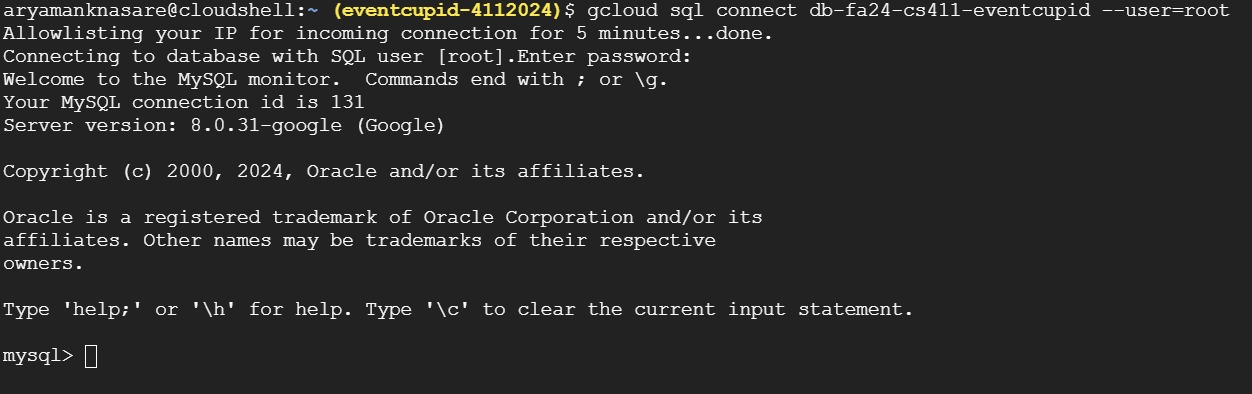 aryamanknasare@cloudshell:~ (eventcupid-4112024)$ gcloud sql connect db-fa24-cs411-eventcupid --user=root
Allowlisting your IP for incoming connection for 5 minutes...done.
Connecting to database with SQL user [root].Enter password:
Welcome to the MySQL monitor.  Commands end with ; or \g.
Your MySQL connection id is 131
Server version: 8.0.31-google (Google)
Copyright (c) 2000, 2024, Oracle and/or its affiliates.
Oracle is a registered trademark of Oracle Corporation and/or its
affiliates. Other names may be trademarks of their respective
owners.
Type 'help;' or '\h' for help. Type '\c' to clear the current input statement.
mysql>